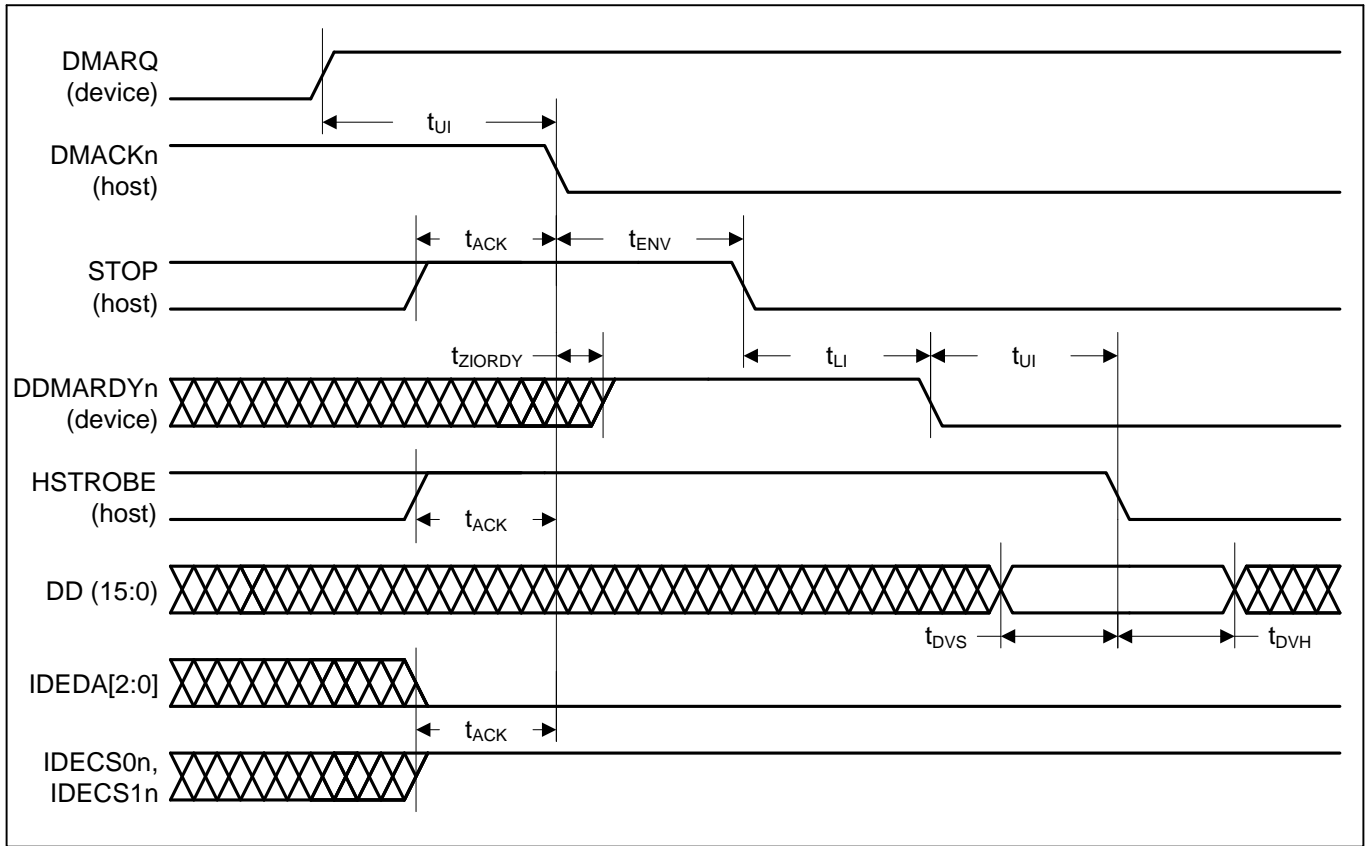 DMARQ
(device)
tUI
DMACKn
(host)
tACK
tENV
STOP
(host)
tZIORDY
tLI
tUI
DDMARDYn
(device)
HSTROBE
(host)
tACK
DD (15:0)
tDVS
tDVH
IDEDA[2:0]
tACK
IDECS0n,
IDECS1n